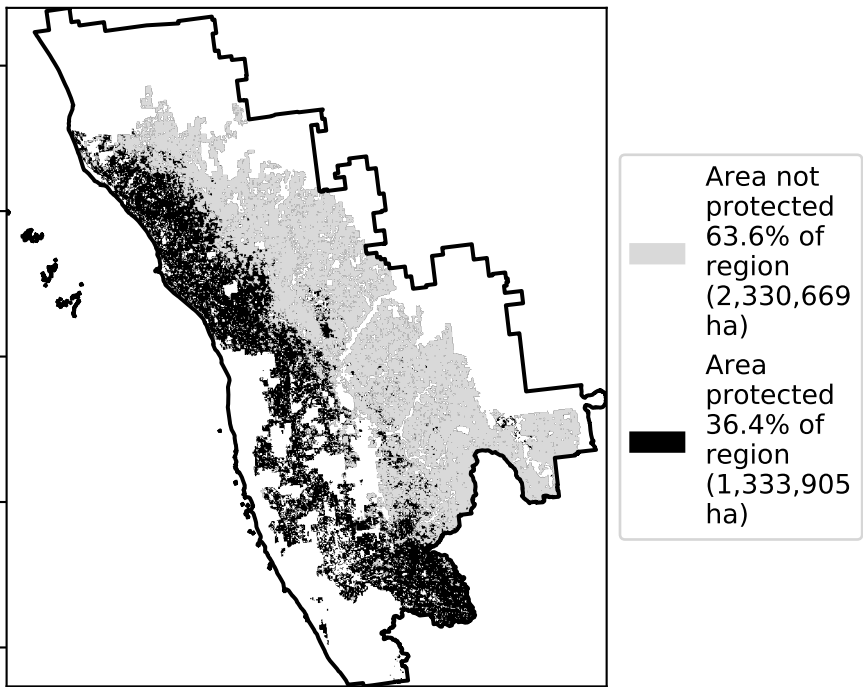 Area not
protected
63.6% of
region
(2,330,669
ha)
Area
protected
36.4% of
region
(1,333,905
ha)